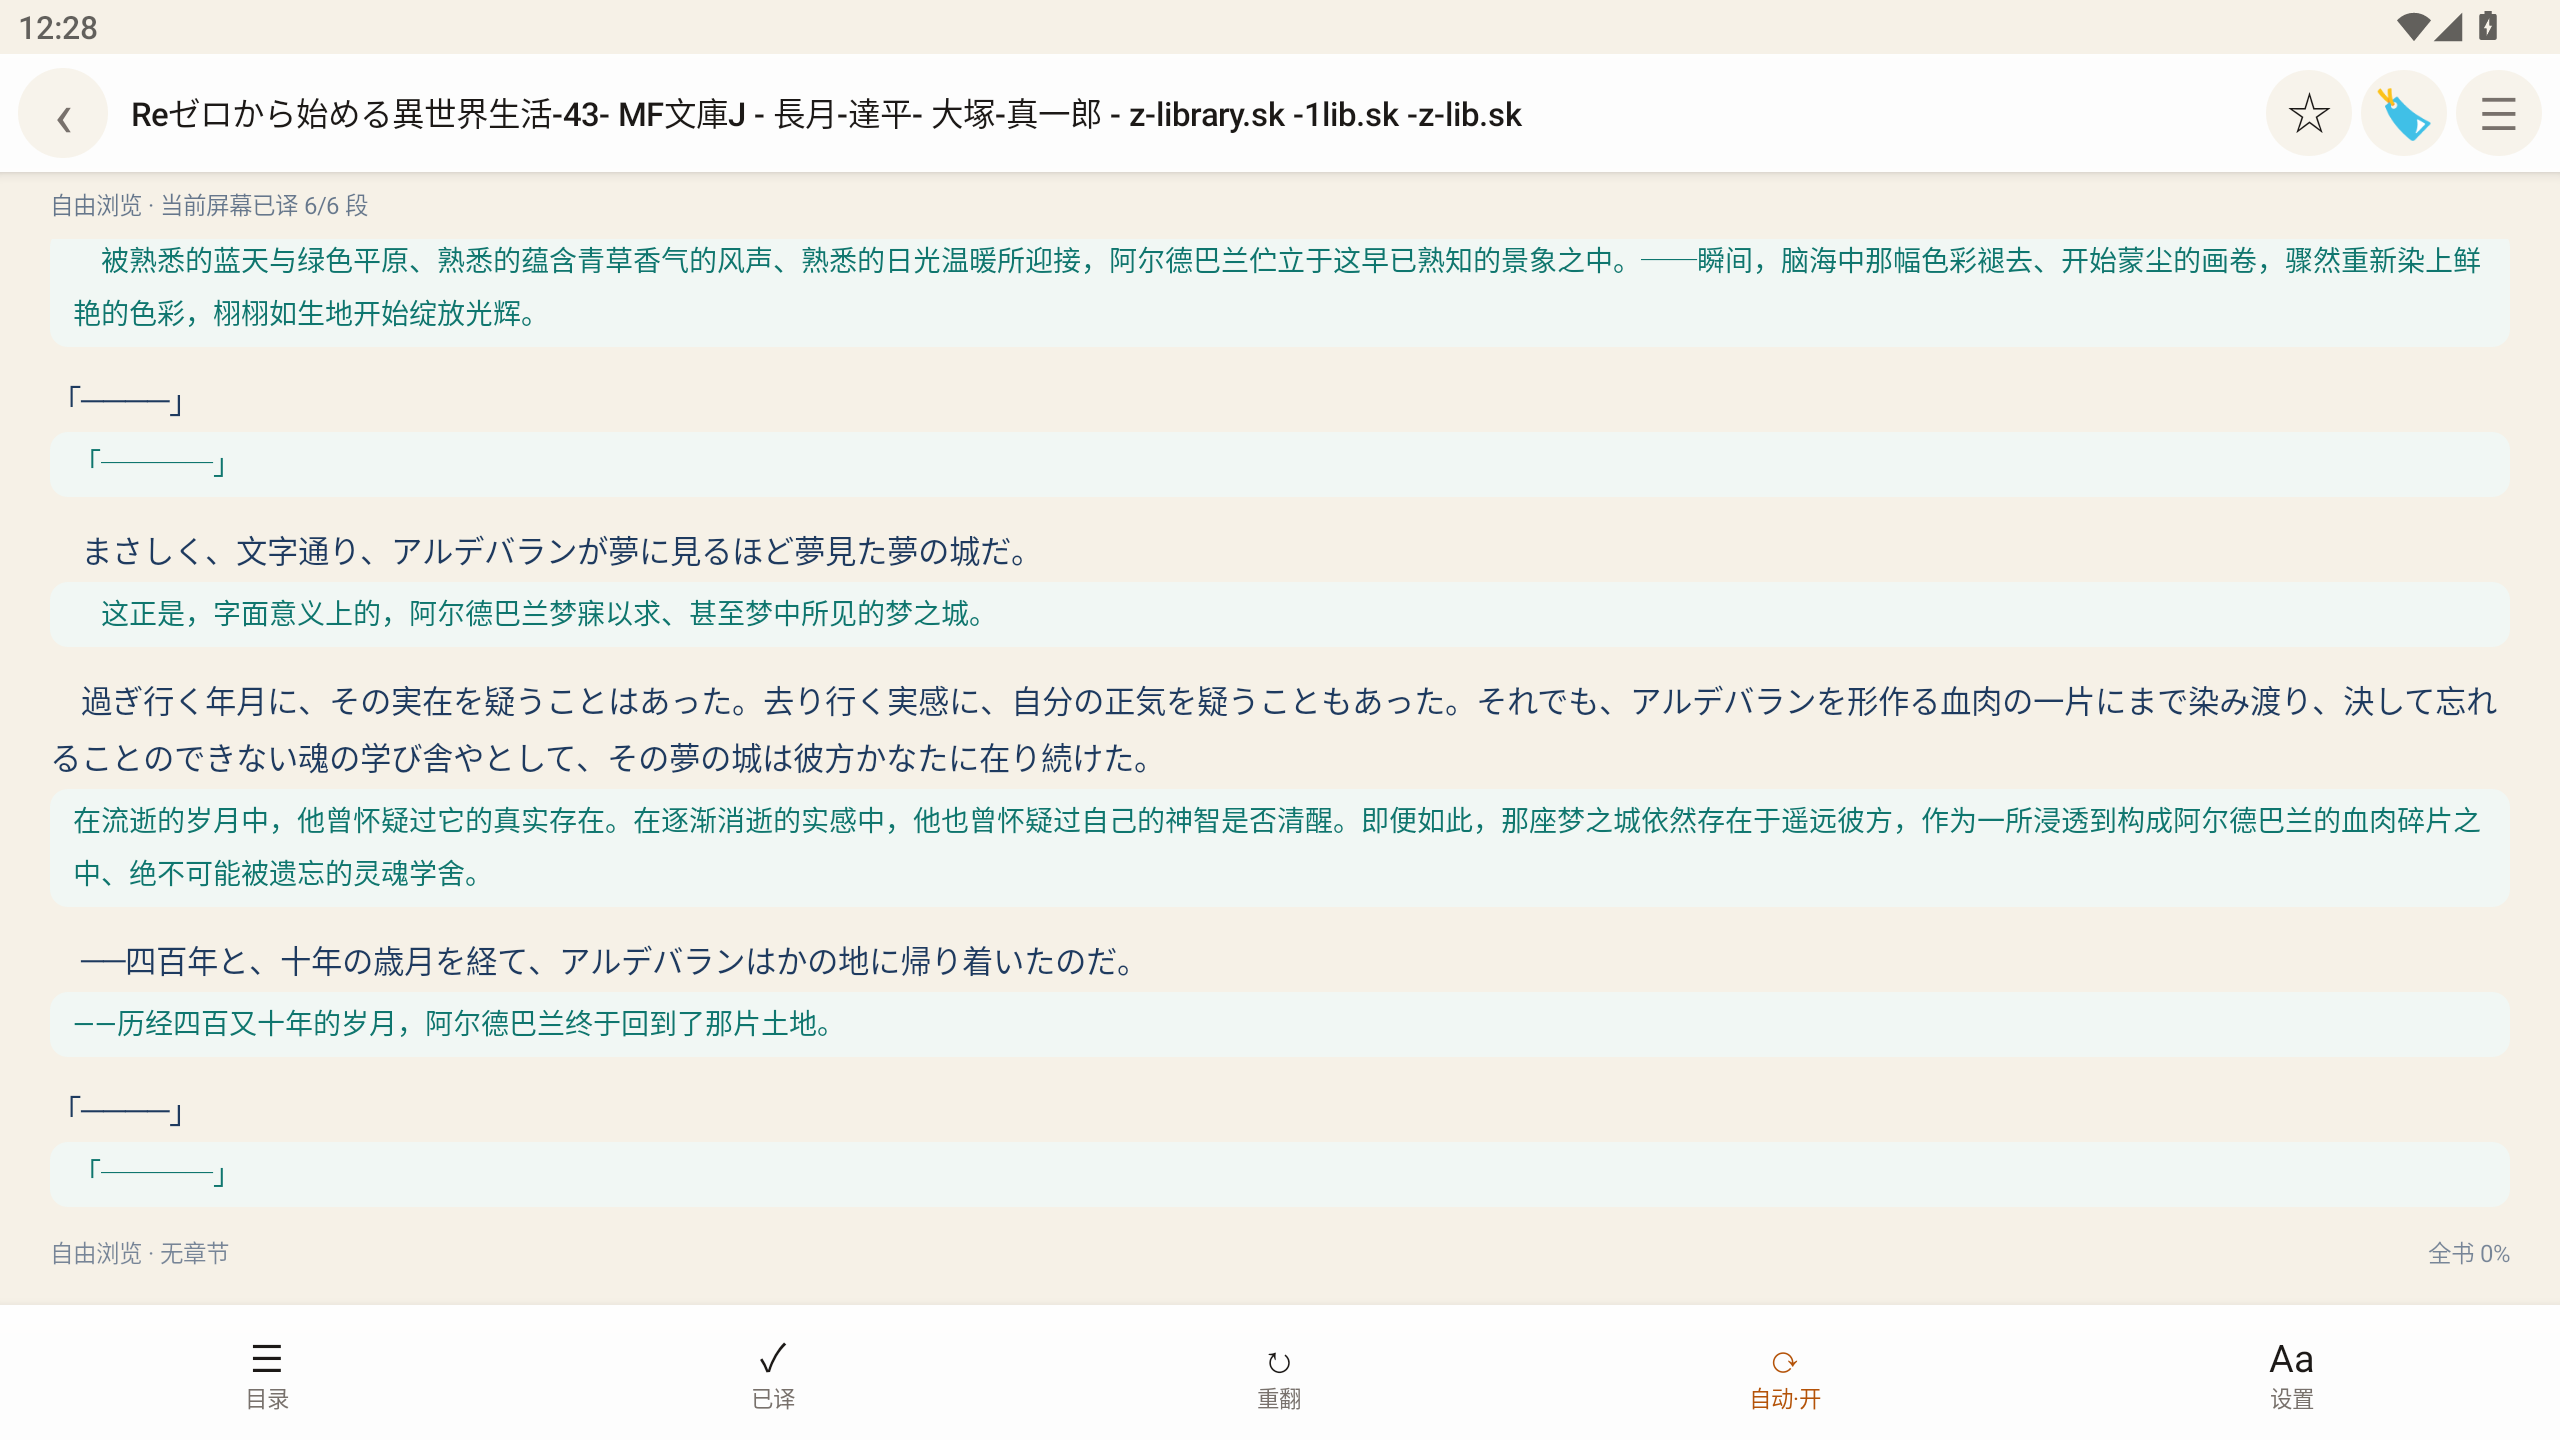 12:28
‹ Reゼロから始める異世界生活-43- MF文庫J - 長月-達平- 大塚-真一郎 - z-library.sk -1lib.sk -z-lib.sk
自由浏览 · 当前屏幕已译 6/6 段
被熟悉的蓝天与绿色平原、熟悉的蕴含青草香气的风声、熟悉的日光温暖所迎接，阿尔德巴兰伫立于这早已熟知的景象之中。——瞬间，脑海中那幅色彩褪去、开始蒙尘的画卷，骤然重新染上鲜
艳的色彩，栩栩如生地开始绽放光辉。
「────」
「────」
まさしく、文字通り、アルデバランが夢に見るほど夢見た夢の城だ。
这正是，字面意义上的，阿尔德巴兰梦寐以求、甚至梦中所见的梦之城。
過ぎ行く年月に、その実在を疑うことはあった。去り行く実感に、自分の正気を疑うこともあった。それでも、アルデバランを形作る血肉の一片にまで染み渡り、決して忘れ
ることのできない魂の学び舎やとして、その夢の城は彼方かなたに在り続けた。
在流逝的岁月中，他曾怀疑过它的真实存在。在逐渐消逝的实感中，他也曾怀疑过自己的神智是否清醒。即便如此，那座梦之城依然存在于遥远彼方，作为一所浸透到构成阿尔德巴兰的血肉碎片之
中、绝不可能被遗忘的灵魂学舍。
──四百年と、十年の歳月を経て、アルデバランはかの地に帰り着いたのだ。
——历经四百又十年的岁月，阿尔德巴兰终于回到了那片土地。
「────」
「────」
自由浏览 · 无章节
全书 0%
目录
已译
重翻
自动·开
Aa
设置